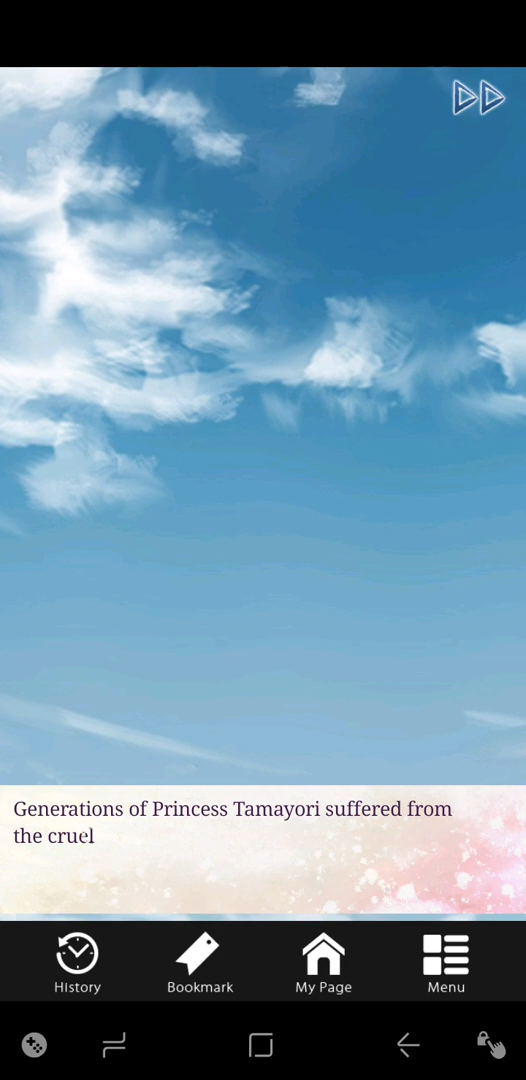 Generations of Princess Tamayori suffered from
the cruel
History
Bookmark
My Page
Menu